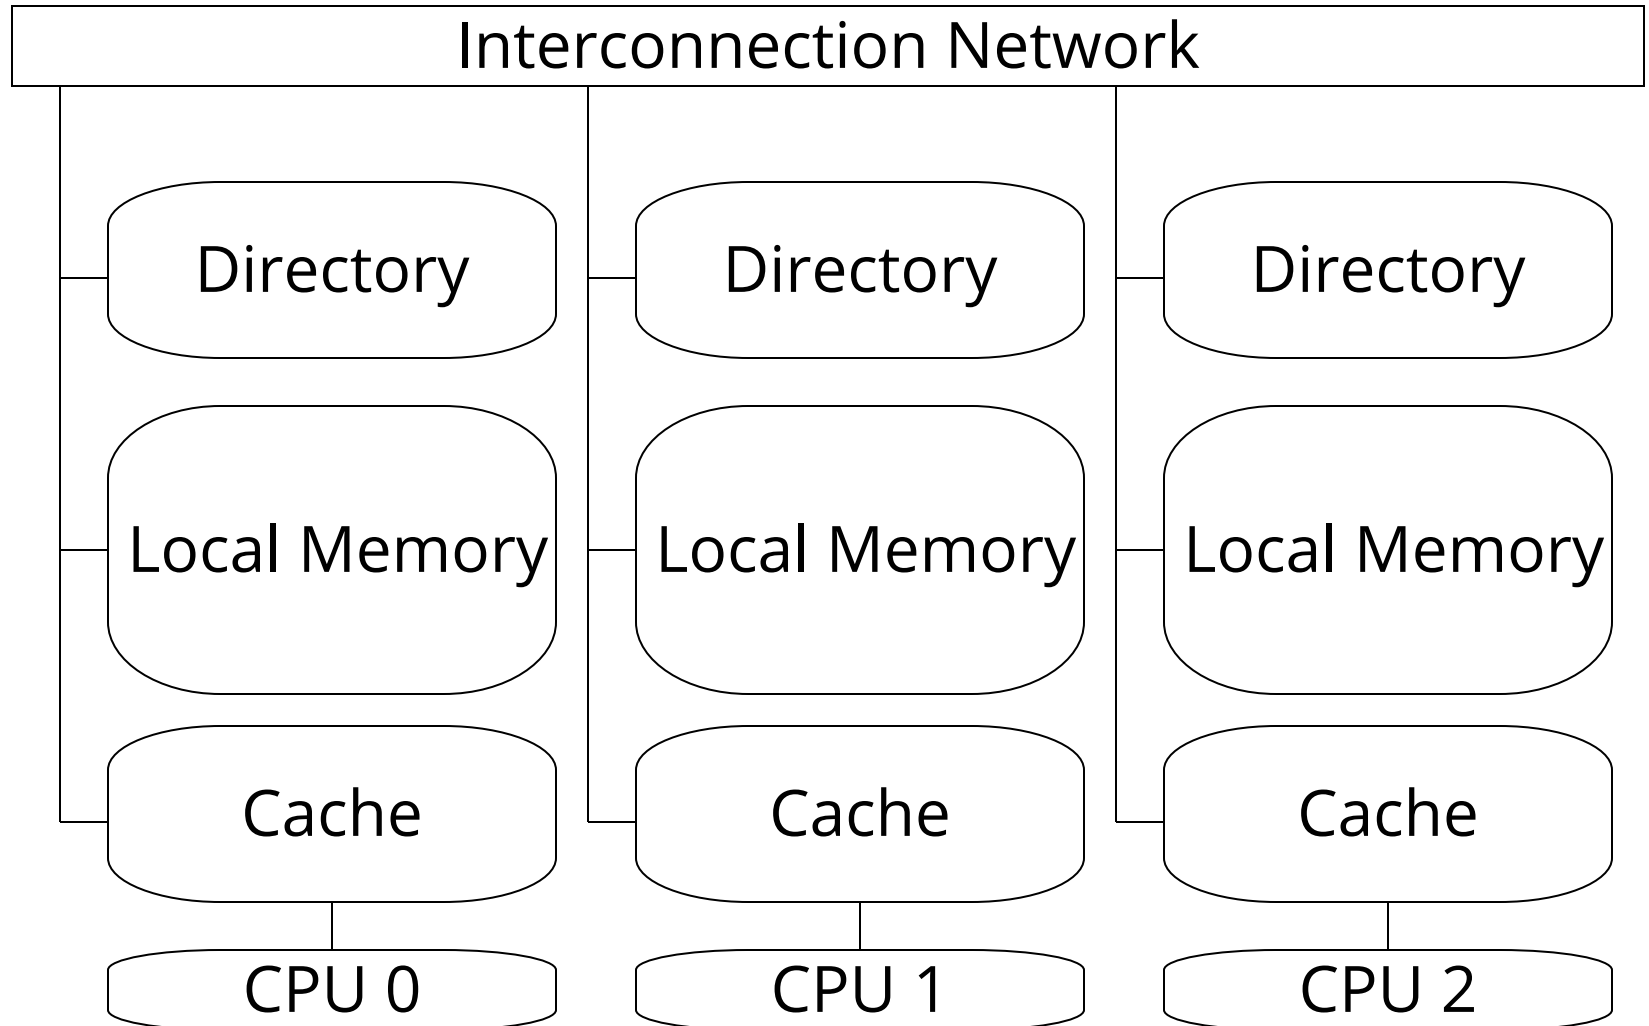 Interconnection Network
Directory
Directory
Directory
Local Memory
Local Memory
Local Memory
Cache
Cache
Cache
CPU 0
CPU 1
CPU 2